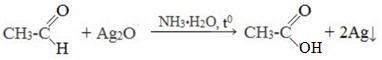 CH₃-C(=O)H + Ag₂O —NH₃·H₂O, t⁰→ CH₃-C(=O)OH + 2Ag↓